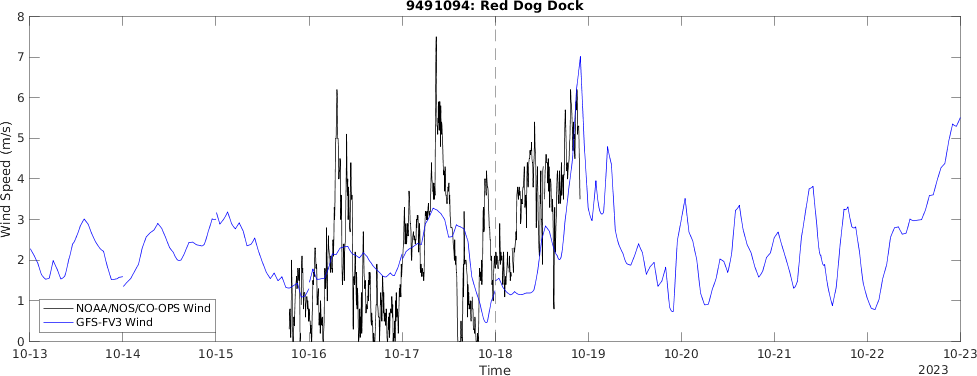 9491094: Red Dog Dock
Wind Speed (m/s)
8
7
6
5
4
3
2
1
0
NOAA/NOS/CO-OPS Wind
GFS-FV3 Wind
10-13 10-14 10-15 10-16 10-17 10-18 10-19 10-20 10-21 10-22 10-23
Time
2023